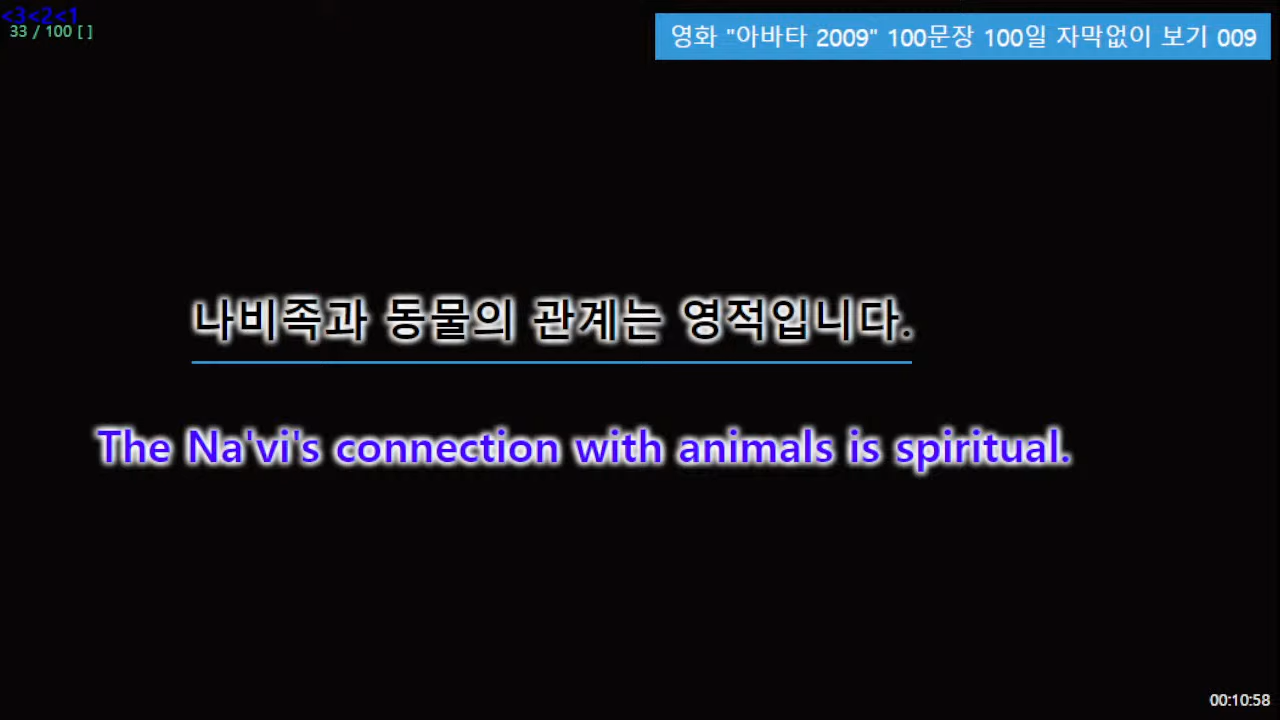 <3<2<1
33 / 100 [ ]
영화 "아바타 2009" 100문장 100일 자막없이 보기 009
나비족과 동물의 관계는 영적입니다.
The Na'vi's connection with animals is spiritual.
00:10:58